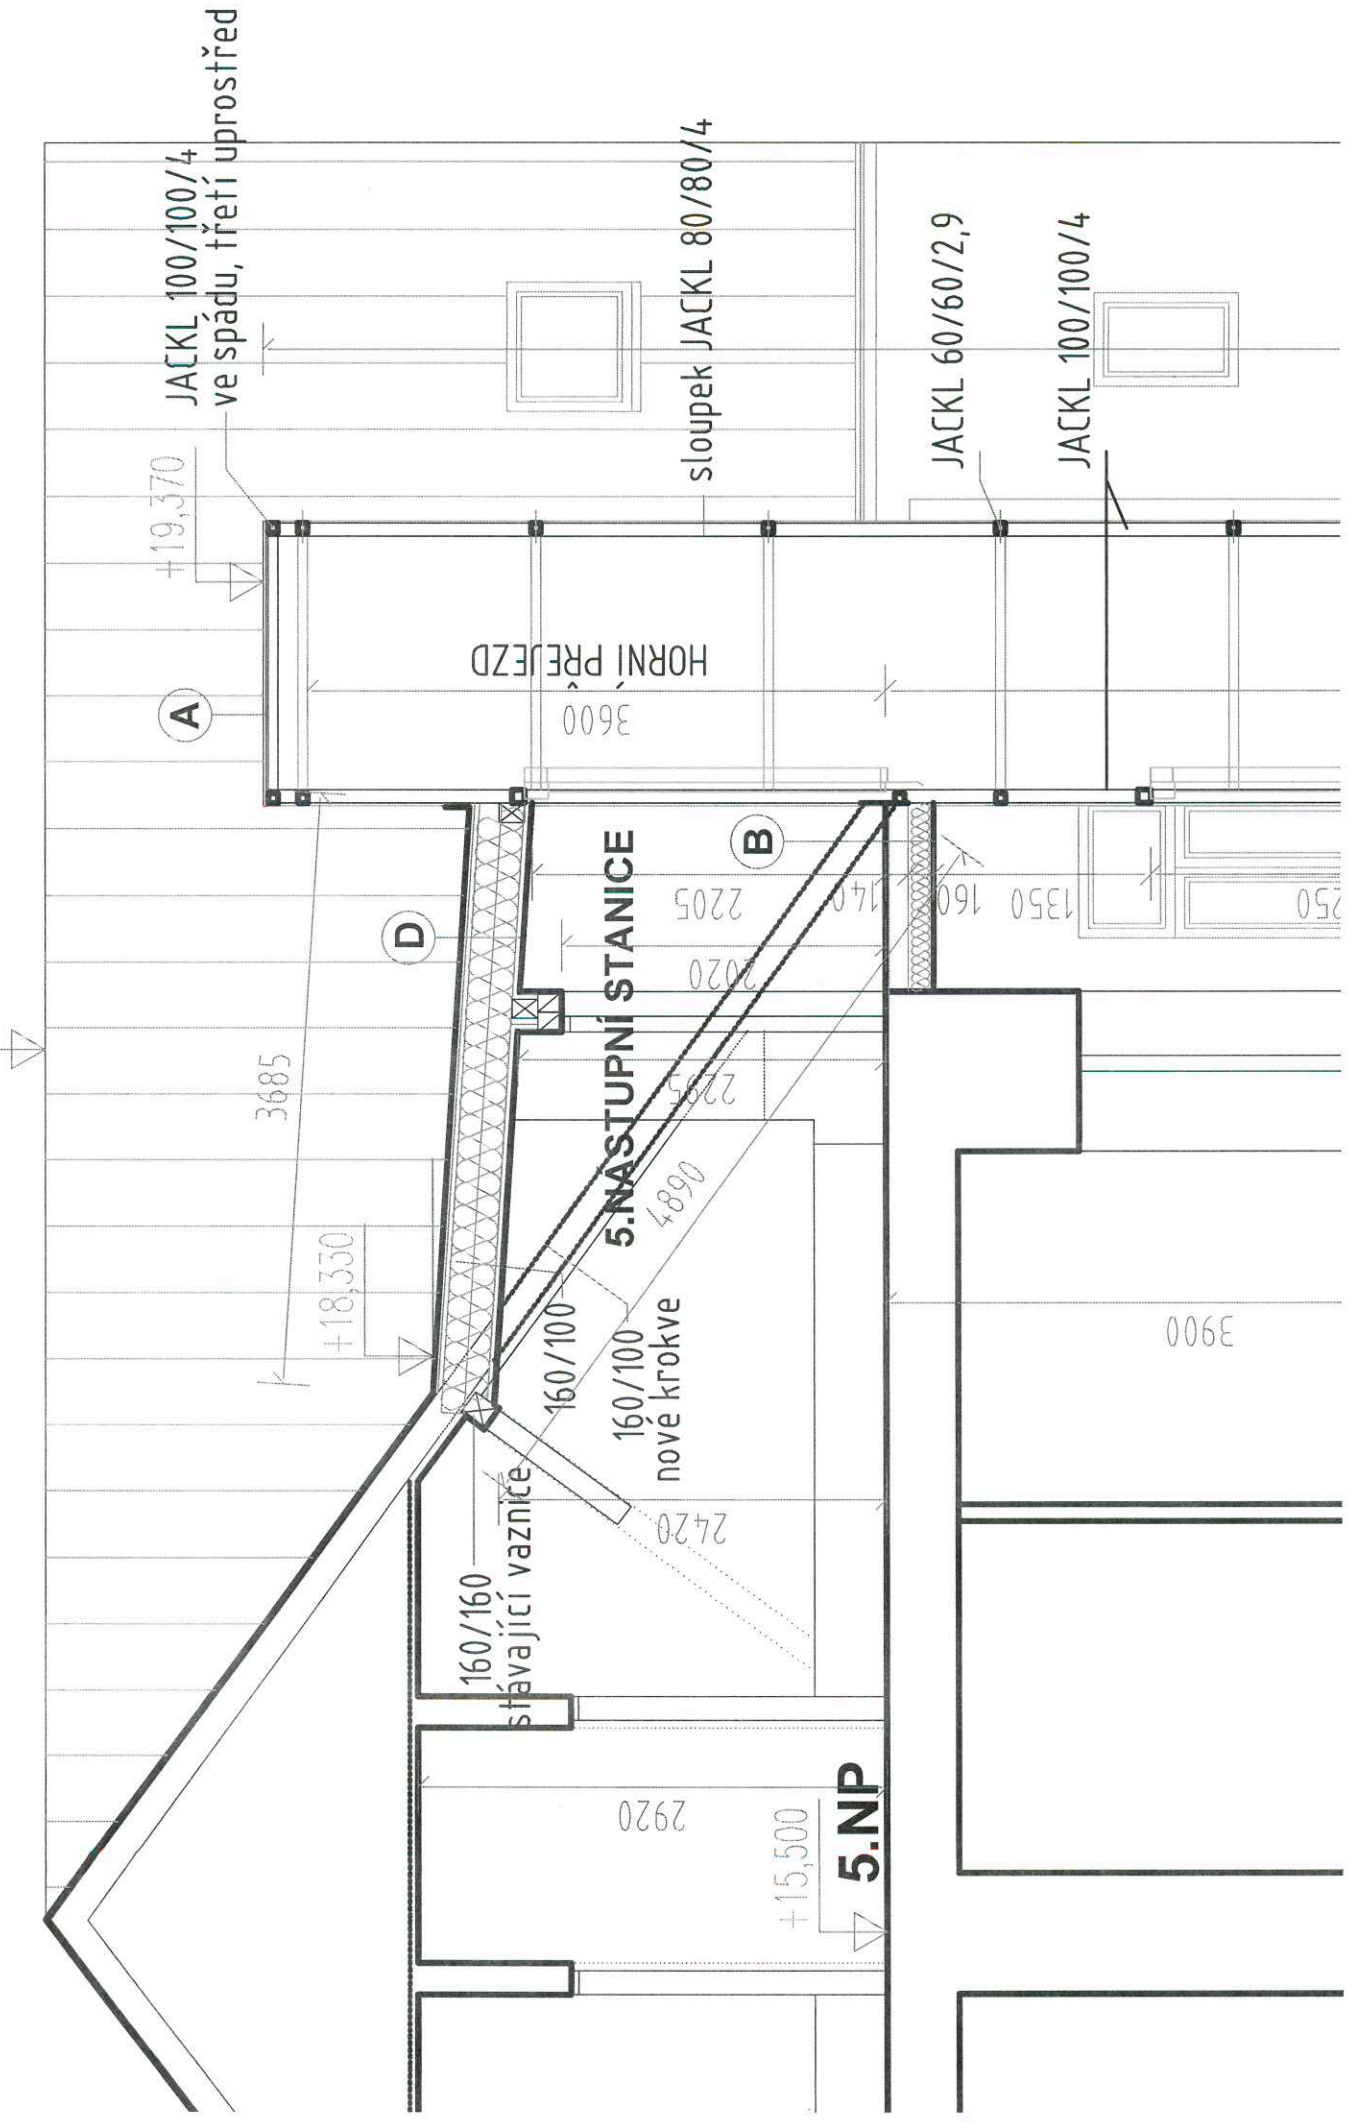 JACKL 100/100/4
ve spádu, třetí uprostřed
+19,370
A
HORNÍ PŘEJEZD
3600
sloupek JACKL 80/80/4
JACKL 60/60/2,9
JACKL 100/100/4
3685
+18,330
D
B
5.NÁSTUPNÍ STANICE
2205
140
160
1350
2020
2295
4890
160/100
160/100
nové krokve
160/160
stávající vaznice
2420
3900
2920
+15,500
5.NP